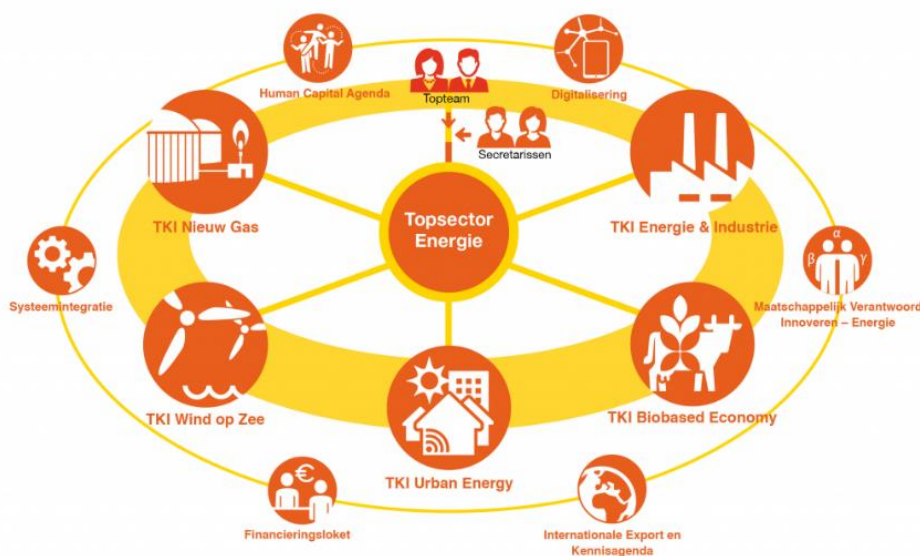 Human Capital Agenda
Topteam
Digitalisering
Secretarissen
TKI Nieuw Gas
Topsector
Energie
TKI Energie & Industrie
α
β
γ
Systeemintegratie
Maatschappelijk Verantwoord
Innoveren – Energie
TKI Wind op Zee
TKI Biobased Economy
TKI Urban Energy
€
Financieringsloket
Internationale Export en
Kennisagenda